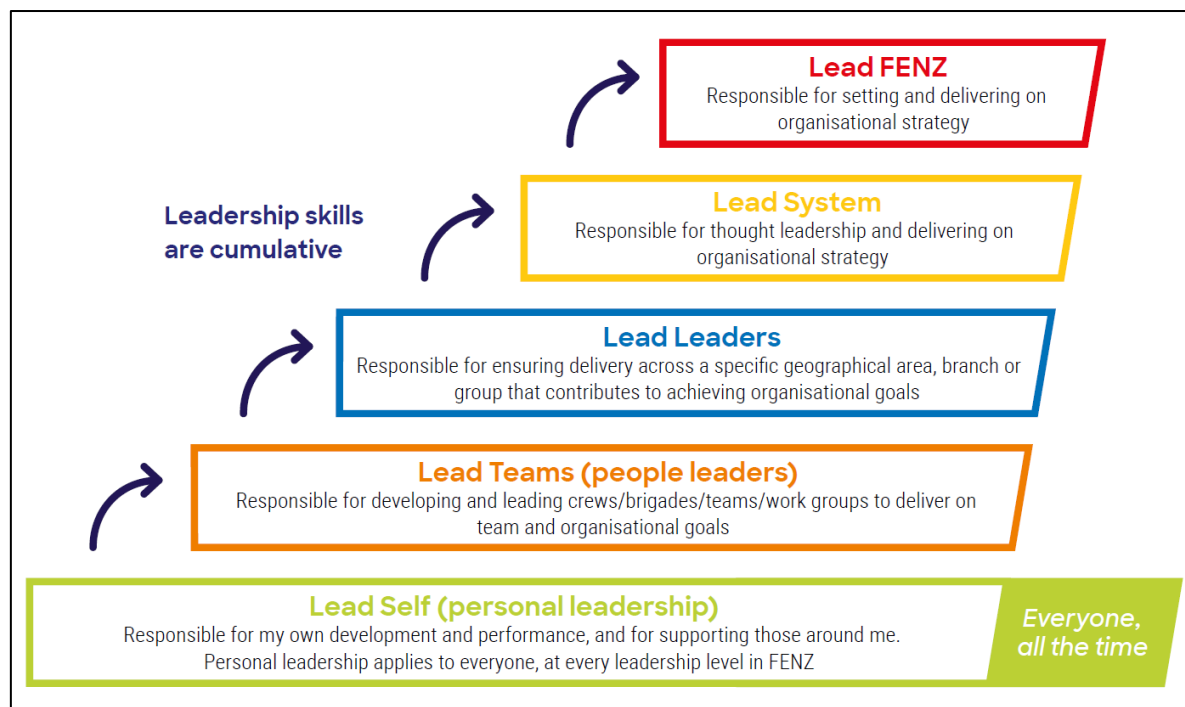 Lead FENZ
Responsible for setting and delivering on
organisational strategy
Lead System
Responsible for thought leadership and delivering on
organisational strategy
Leadership skills
are cumulative
Lead Leaders
Responsible for ensuring delivery across a specific geographical area, branch or
group that contributes to achieving organisational goals
Lead Teams (people leaders)
Responsible for developing and leading crews/brigades/teams/work groups to deliver on
team and organisational goals
Lead Self (personal leadership)
Responsible for my own development and performance, and for supporting those around me.
Personal leadership applies to everyone, at every leadership level in FENZ
Everyone,
all the time